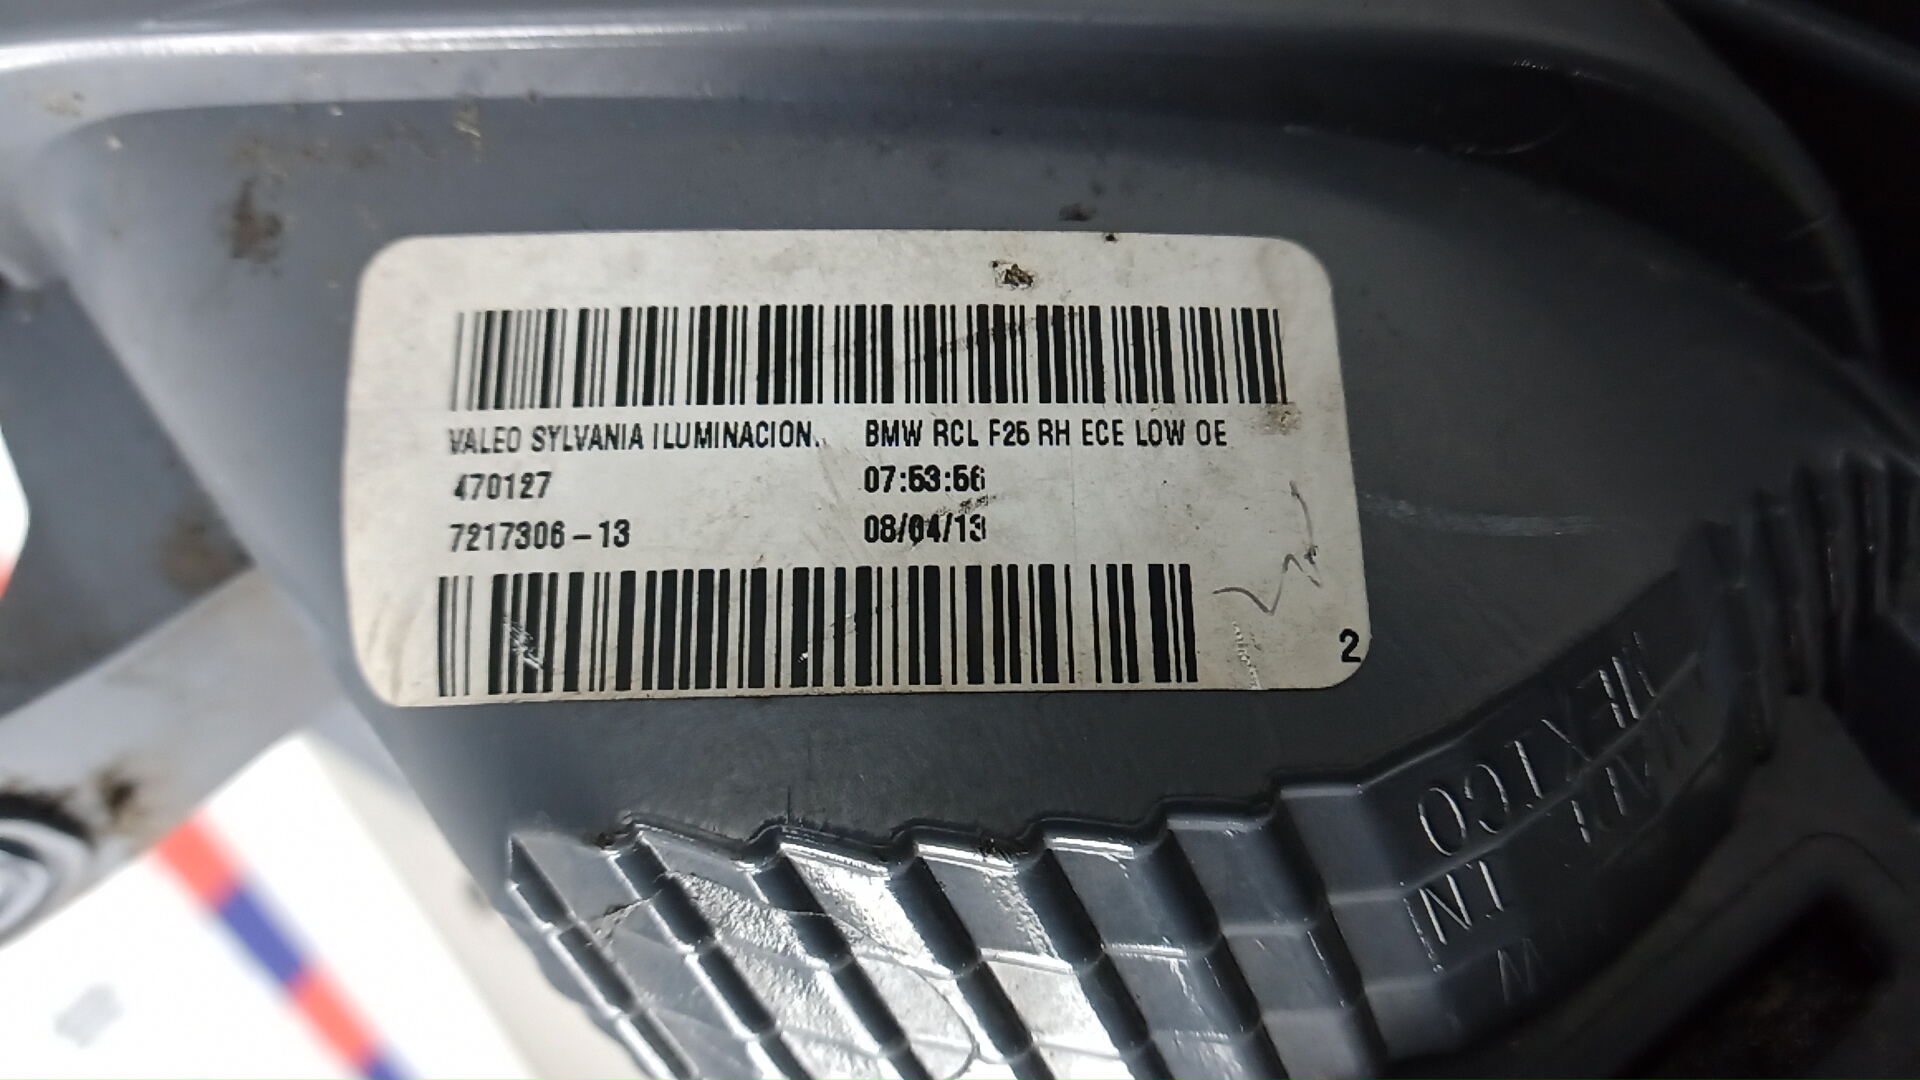 VALEO SYLVANIA ILUMINACION. BMW RCL F25 RH ECE LOW OE
470127 07:53:56
7217306-13 08/04/13
2
MEXICO
IN